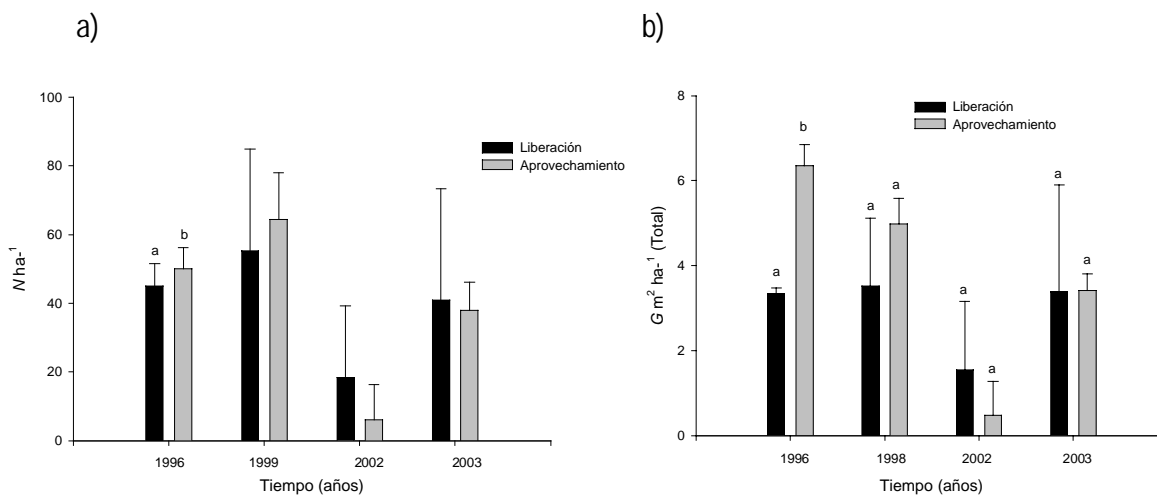 a)
100
80
60
40
20
0
N ha-1
Liberación
Aprovechamiento
a
b
1996
1999
2002
2003
Tiempo (años)
b)
8
6
4
2
0
G m2 ha-1 (Total)
Liberación
Aprovechamiento
a
b
a
a
a
a
a
a
1996
1998
2002
2003
Tiempo (años)